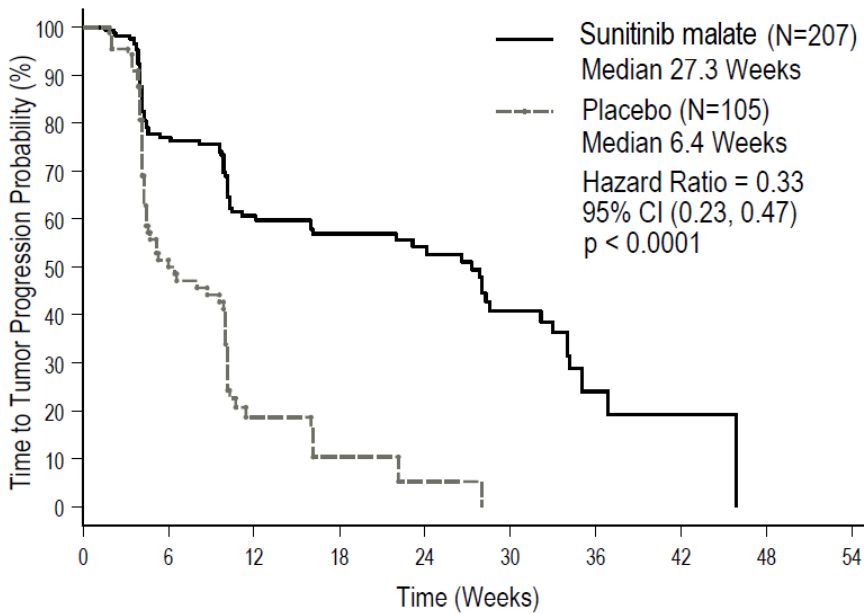 Sunitinib malate (N=207)
Median 27.3 Weeks
Placebo (N=105)
Median 6.4 Weeks
Hazard Ratio = 0.33
95% CI (0.23, 0.47)
p < 0.0001
Time to Tumor Progression Probability (%)
100
90
80
70
60
50
40
30
20
10
0
0 6 12 18 24 30 36 42 48 54
Time (Weeks)